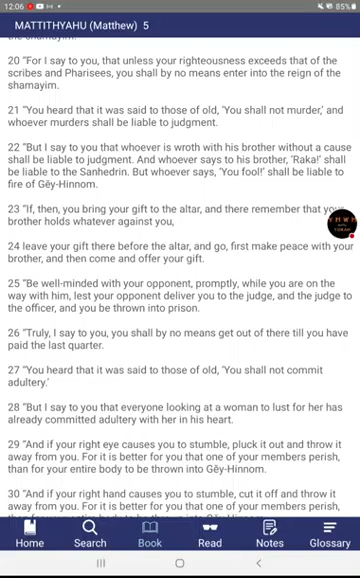 12:06
85%
MATTITHYAHU (Matthew) 5
the shamayim.
20 “For I say to you, that unless your righteousness exceeds that of the
scribes and Pharisees, you shall by no means enter into the reign of the
shamayim.
21 “You heard that it was said to those of old, ‘You shall not murder,’ and
whoever murders shall be liable to judgment.
22 “But I say to you that whoever is wroth with his brother without a cause
shall be liable to judgment. And whoever says to his brother, ‘Raka!’ shall
be liable to the Sanhedrin. But whoever says, ‘You fool!’ shall be liable to
fire of Gěy-Hinnom.
23 “If, then, you bring your gift to the altar, and there remember that your
brother holds whatever against you,
24 leave your gift there before the altar, and go, first make peace with your
brother, and then come and offer your gift.
25 “Be well-minded with your opponent, promptly, while you are on the
way with him, lest your opponent deliver you to the judge, and the judge to
the officer, and you be thrown into prison.
26 “Truly, I say to you, you shall by no means get out of there till you have
paid the last quarter.
27 “You heard that it was said to those of old, ‘You shall not commit
adultery.’
28 “But I say to you that everyone looking at a woman to lust for her has
already committed adultery with her in his heart.
29 “And if your right eye causes you to stumble, pluck it out and throw it
away from you. For it is better for you that one of your members perish,
than for your entire body to be thrown into Gěy-Hinnom.
30 “And if your right hand causes you to stumble, cut it off and throw it
away from you. For it is better for you that one of your members perish,
than for your entire body to be thrown into Gěy-Hinnom.
Home Search Book Read Notes Glossary